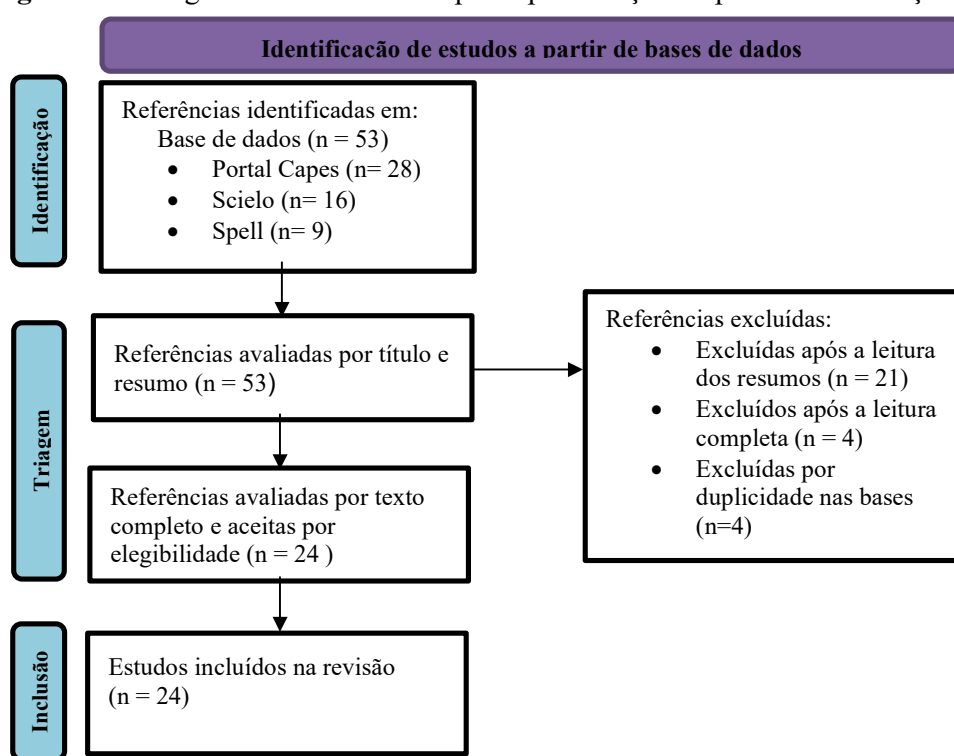 Identificação de estudos a partir de bases de dados
Identificação
Referências identificadas em:
Base de dados (n = 53)
• Portal Capes (n= 28)
• Scielo (n= 16)
• Spell (n= 9)
Triagem
Referências avaliadas por título e
resumo (n = 53)
Referências excluídas:
• Excluídas após a leitura
dos resumos (n = 21)
• Excluídos após a leitura
completa (n = 4)
• Excluídas por
duplicidade nas bases
(n=4)
Referências avaliadas por texto
completo e aceitas por
elegibilidade (n = 24 )
Inclusão
Estudos incluídos na revisão
(n = 24)